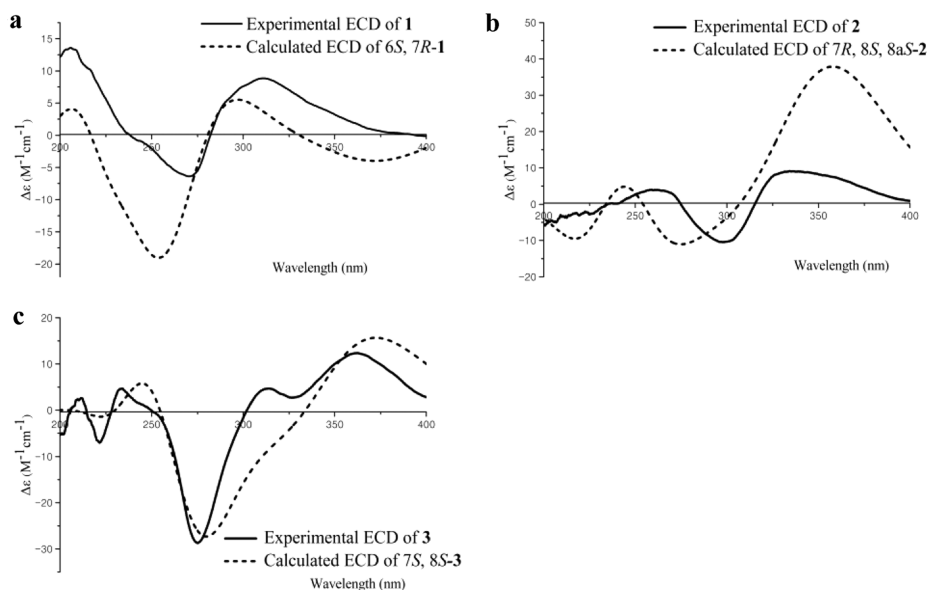 a
Experimental ECD of 1
Calculated ECD of 6S, 7R-1
15
10
5
0
−5
−10
−15
−20
200
250
300
350
400
Δε (M⁻¹cm⁻¹)
Wavelength (nm)
b
Experimental ECD of 2
Calculated ECD of 7R, 8S, 8aS-2
50
40
30
20
10
0
−10
−20
200
250
300
350
400
Δε (M⁻¹cm⁻¹)
Wavelength (nm)
c
20
10
0
−10
−20
−30
200
250
300
350
400
Δε (M⁻¹cm⁻¹)
Experimental ECD of 3
Calculated ECD of 7S, 8S-3
Wavelength (nm)